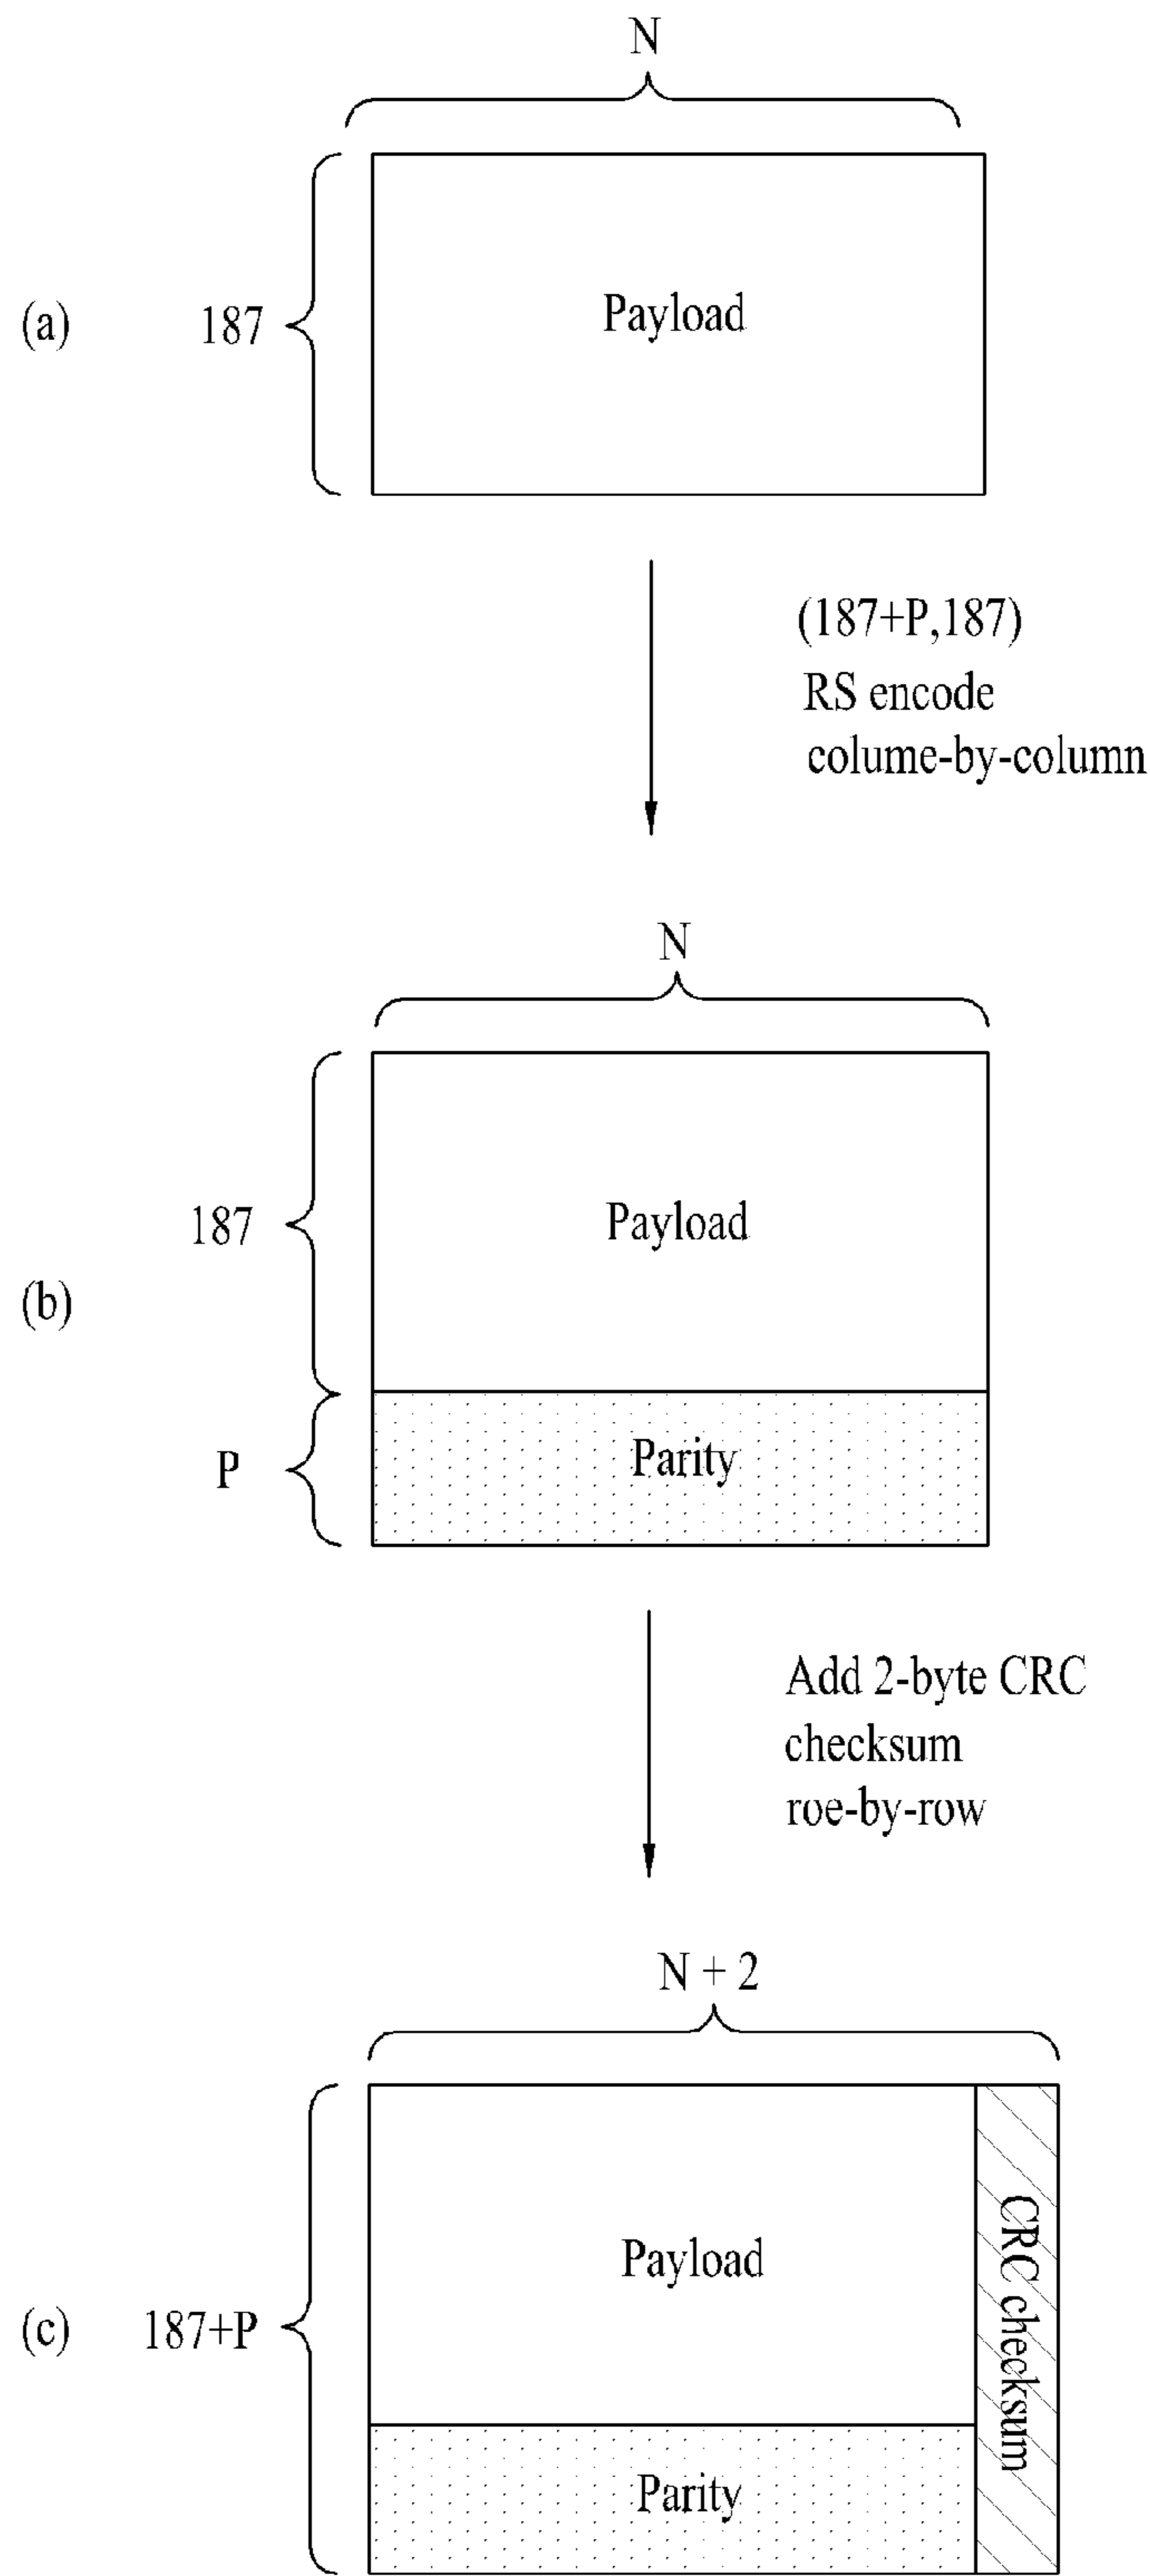 N
(a)
187
Payload
(187+P,187)
RS encode
colume-by-column
N
187
Payload
(b)
P
Parity
Add 2-byte CRC
checksum
roe-by-row
N + 2
Payload
CRC checksum
(c)
187+P
Parity